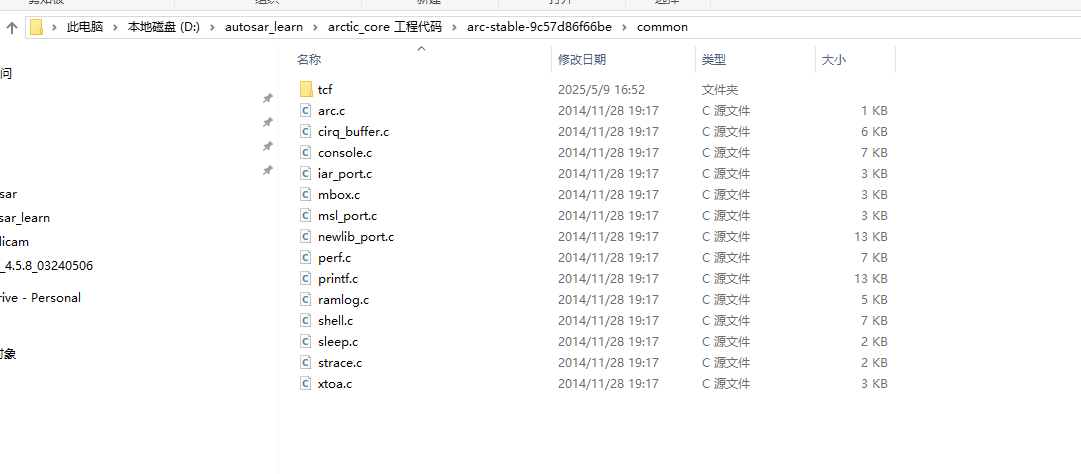 剪贴板 组织 新建 打开 选择
此电脑 > 本地磁盘 (D:) > autosar_learn > arctic_core 工程代码 > arc-stable-9c57d86f66be > common
名称 修改日期 类型 大小
问
tcf 2025/5/9 16:52 文件夹
arc.c 2014/11/28 19:17 C 源文件 1 KB
cirq_buffer.c 2014/11/28 19:17 C 源文件 6 KB
console.c 2014/11/28 19:17 C 源文件 7 KB
iar_port.c 2014/11/28 19:17 C 源文件 3 KB
sar
mbox.c 2014/11/28 19:17 C 源文件 3 KB
sar_learn
msl_port.c 2014/11/28 19:17 C 源文件 3 KB
licam
newlib_port.c 2014/11/28 19:17 C 源文件 13 KB
_4.5.8_03240506
perf.c 2014/11/28 19:17 C 源文件 7 KB
printf.c 2014/11/28 19:17 C 源文件 13 KB
rive - Personal
ramlog.c 2014/11/28 19:17 C 源文件 5 KB
shell.c 2014/11/28 19:17 C 源文件 7 KB
sleep.c 2014/11/28 19:17 C 源文件 2 KB
对象
strace.c 2014/11/28 19:17 C 源文件 2 KB
xtoa.c 2014/11/28 19:17 C 源文件 3 KB